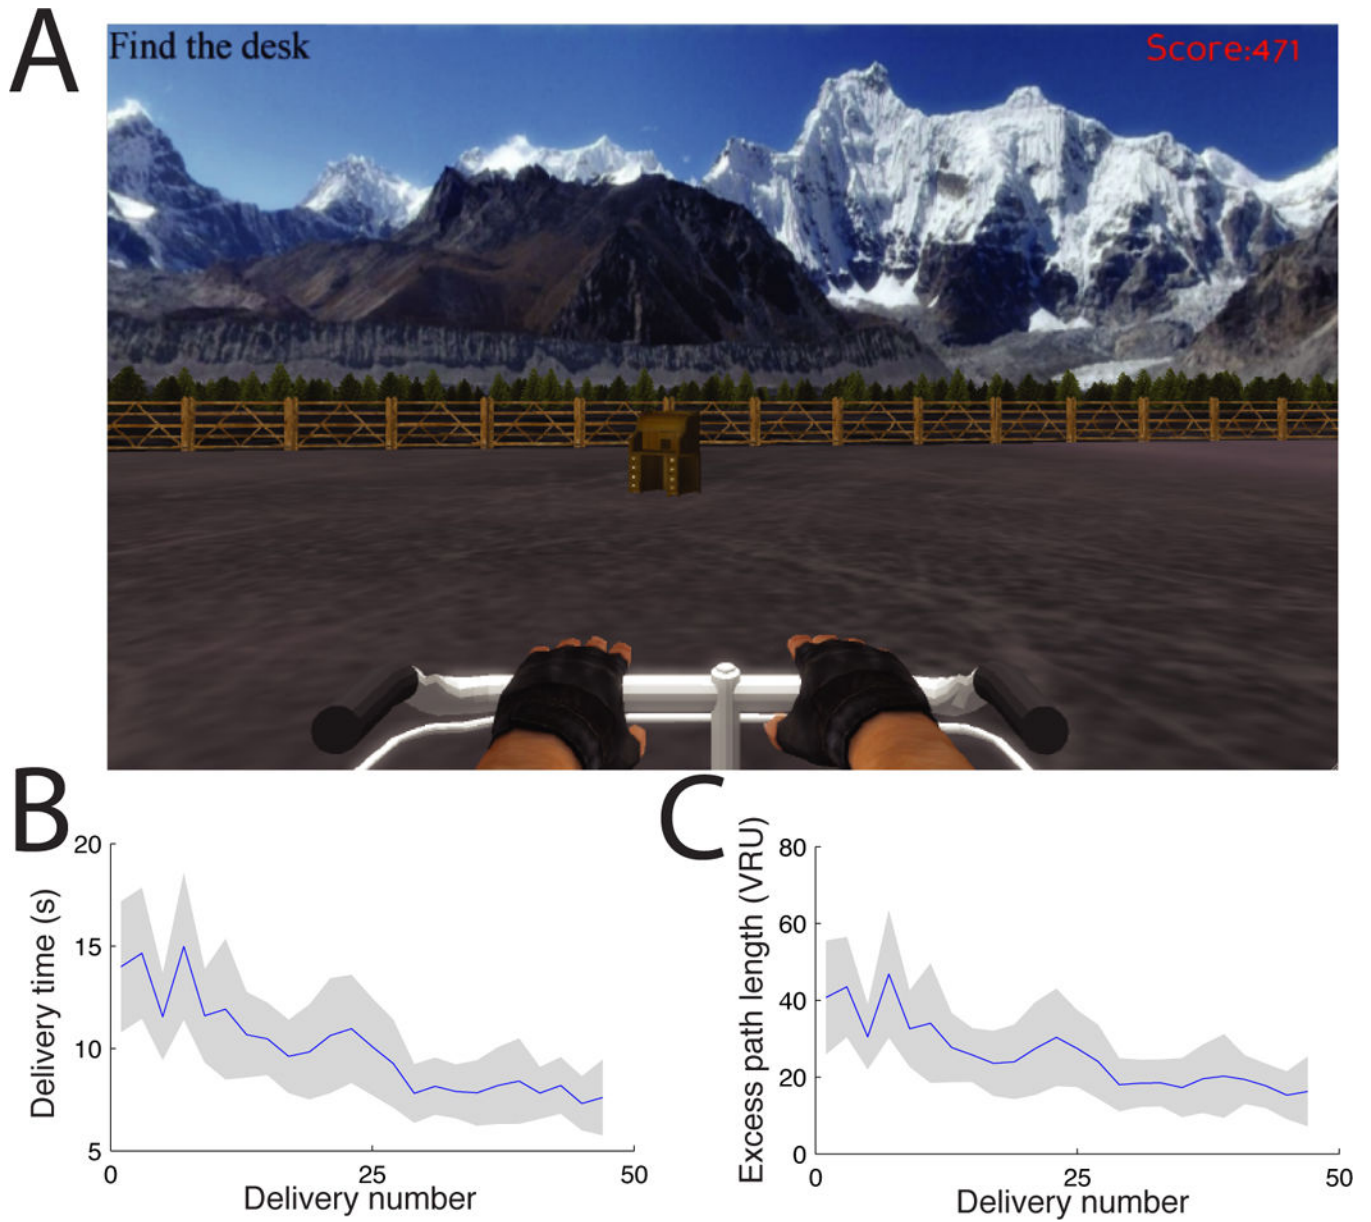 A
Find the desk
Score:471
B
20
15
10
5
0
25
50
Delivery time (s)
Delivery number
C
80
60
40
20
0
0
25
50
Excess path length (VRU)
Delivery number